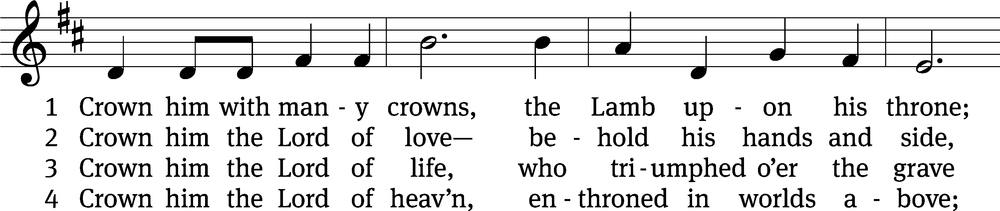 1 Crown him with man - y crowns, the Lamb up - on his throne;
2 Crown him the Lord of love— be - hold his hands and side,
3 Crown him the Lord of life, who tri - umphed o’er the grave
4 Crown him the Lord of heav’n, en - throned in worlds a - bove;